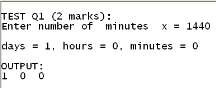 TEST Q1 (2 marks):
Enter number of  minutes  x = 1440
days = 1, hours = 0, minutes = 0
OUTPUT:
1  0  0